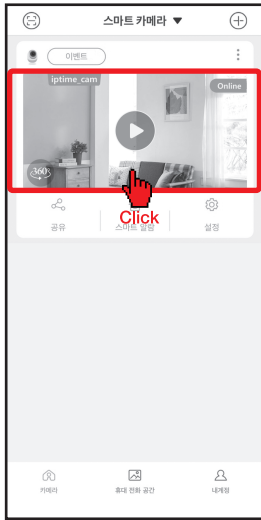 스마트 카메라 ▼
이벤트
iptime_cam
Online
360°
Click
공유
스마트 알람
설정
카메라
휴대 전화 공간
내계정